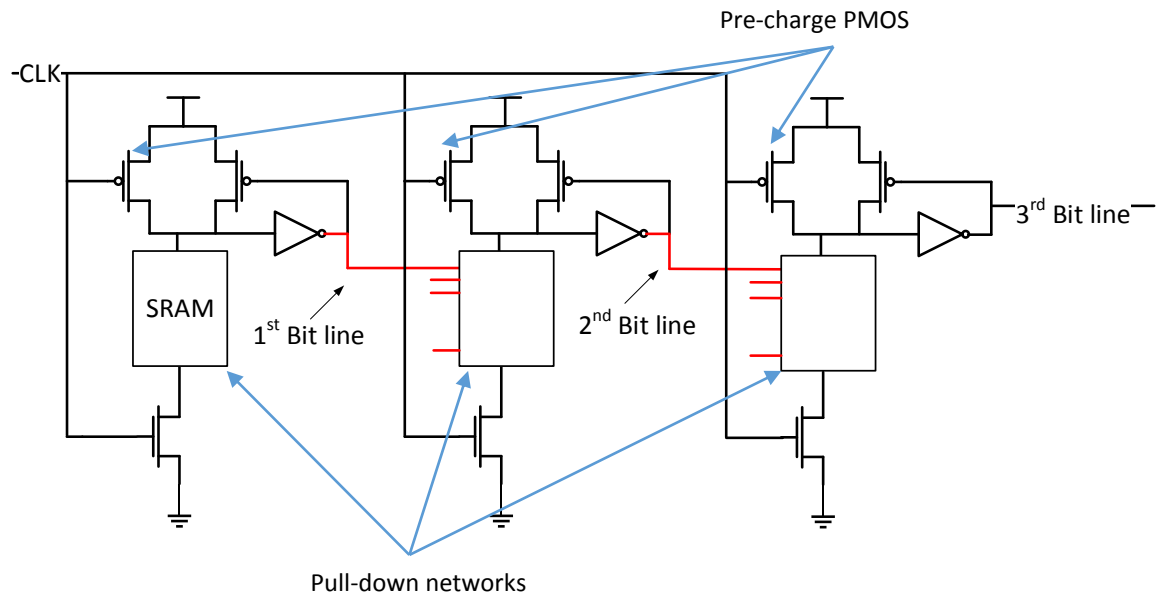 Pre-charge PMOS
CLK
3rd Bit line
SRAM
1st Bit line
2nd Bit line
Pull-down networks